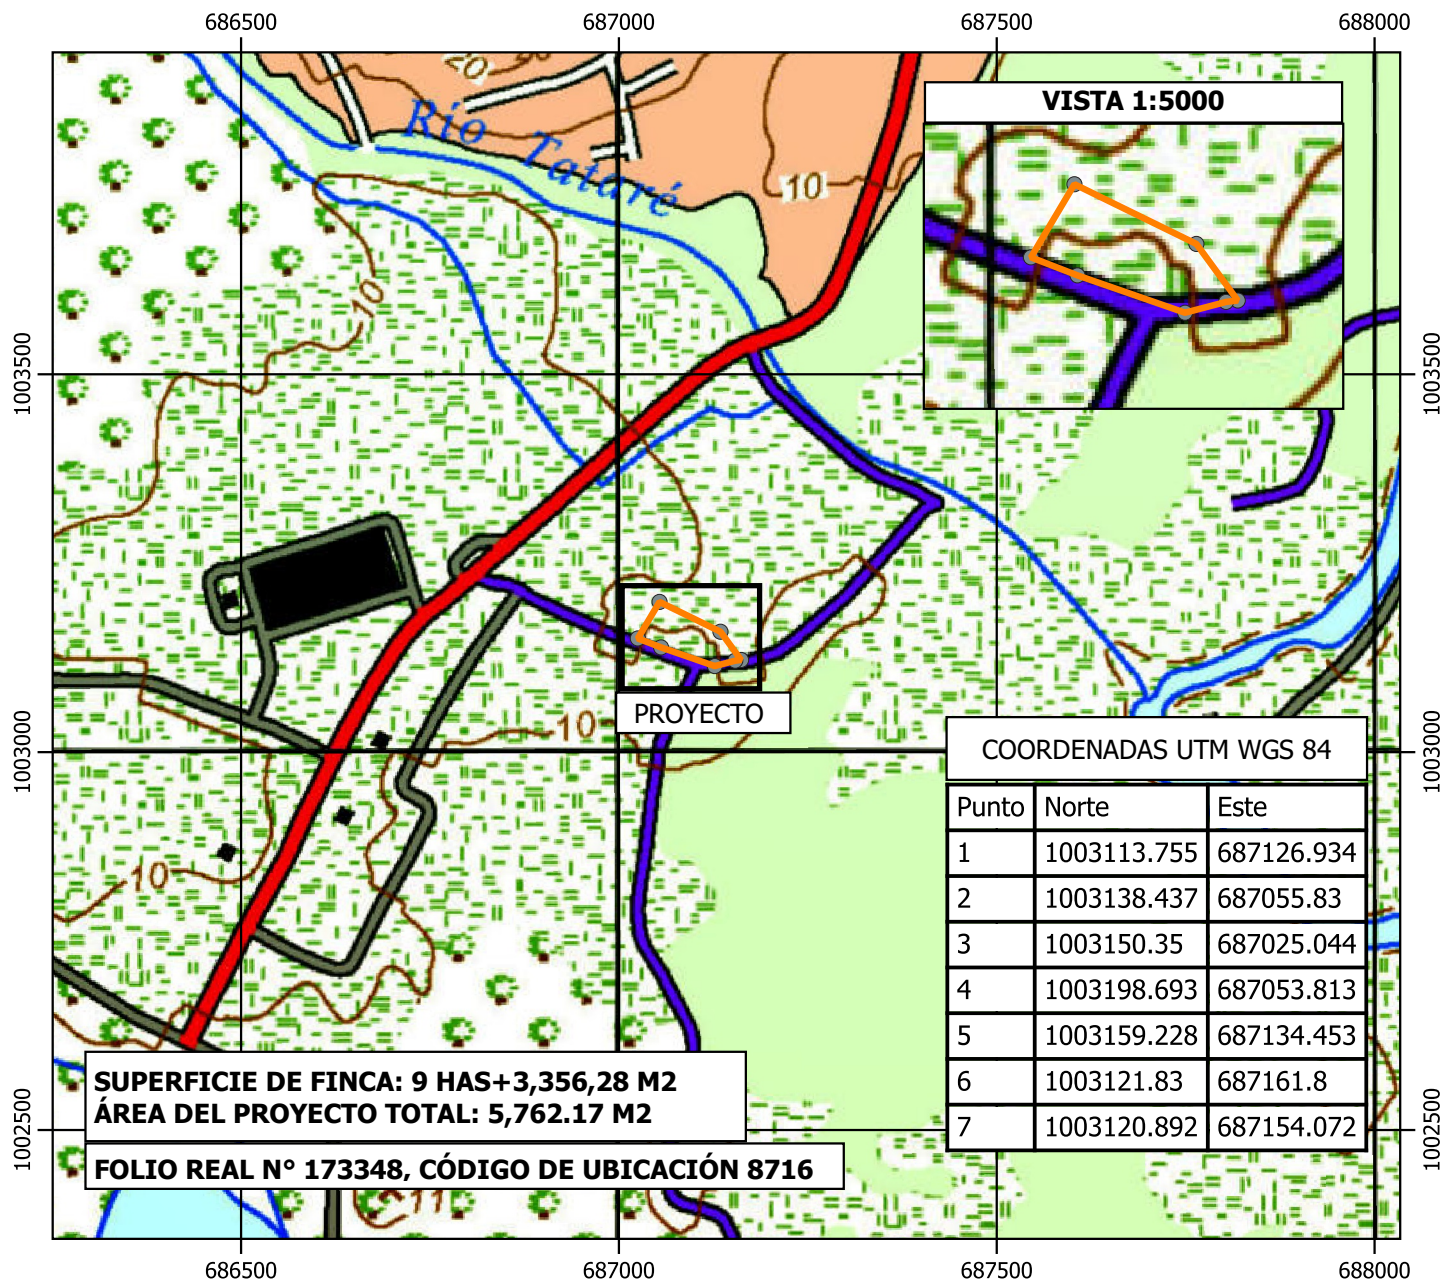 686500 687000 687500 688000
20
Río Tataré
VISTA 1:5000
10
10
1003500 1003500
PROYECTO
10
1003000 1003000
COORDENADAS UTM WGS 84
Punto Norte Este
1 1003113.755 687126.934
2 1003138.437 687055.83
3 1003150.35 687025.044
4 1003198.693 687053.813
5 1003159.228 687134.453
6 1003121.83 687161.8
7 1003120.892 687154.072
10
SUPERFICIE DE FINCA: 9 HAS+3,356,28 M2
ÁREA DEL PROYECTO TOTAL: 5,762.17 M2
1002500 1002500
FOLIO REAL N° 173348, CÓDIGO DE UBICACIÓN 8716
11
686500 687000 687500 688000